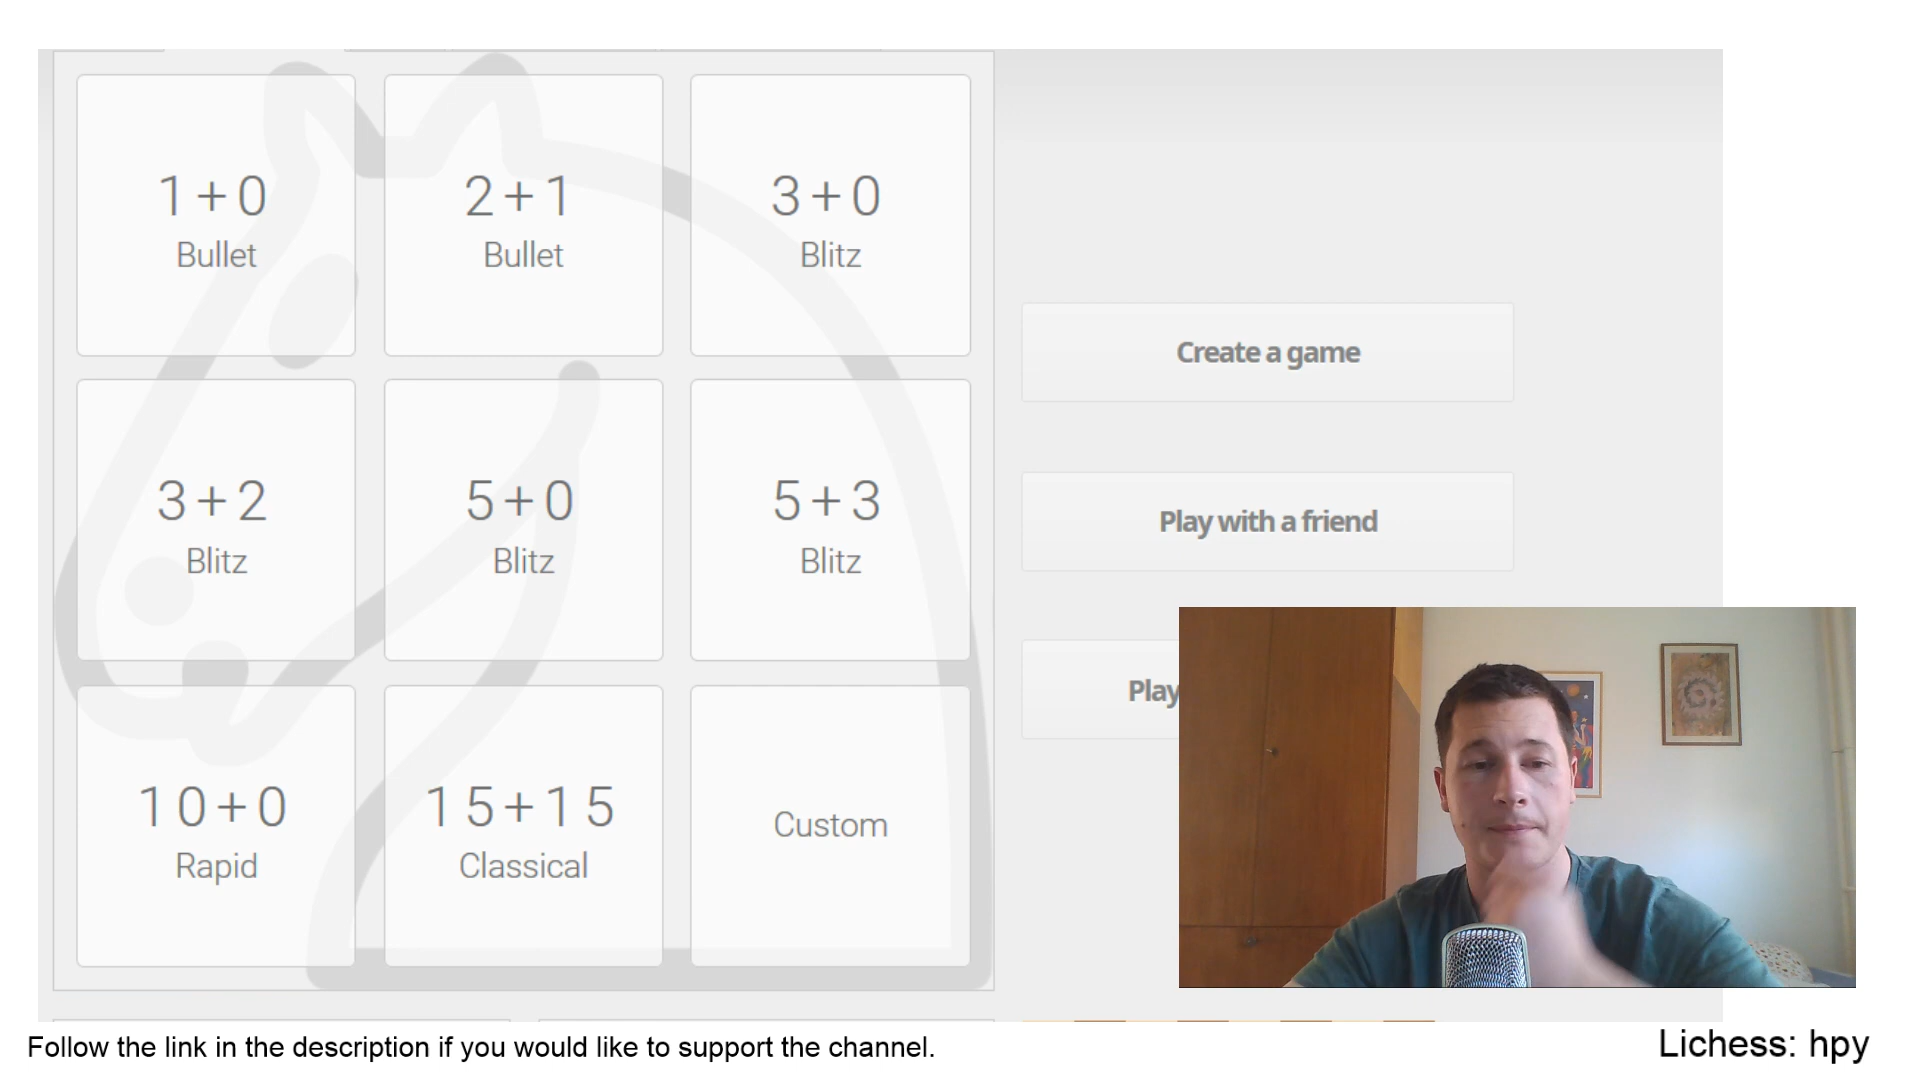 1+0
Bullet
2+1
Bullet
3+0
Blitz
3+2
Blitz
5+0
Blitz
5+3
Blitz
10+0
Rapid
15+15
Classical
Custom
Create a game
Play with a friend
Play
Follow the link in the description if you would like to support the channel.
Lichess: hpy